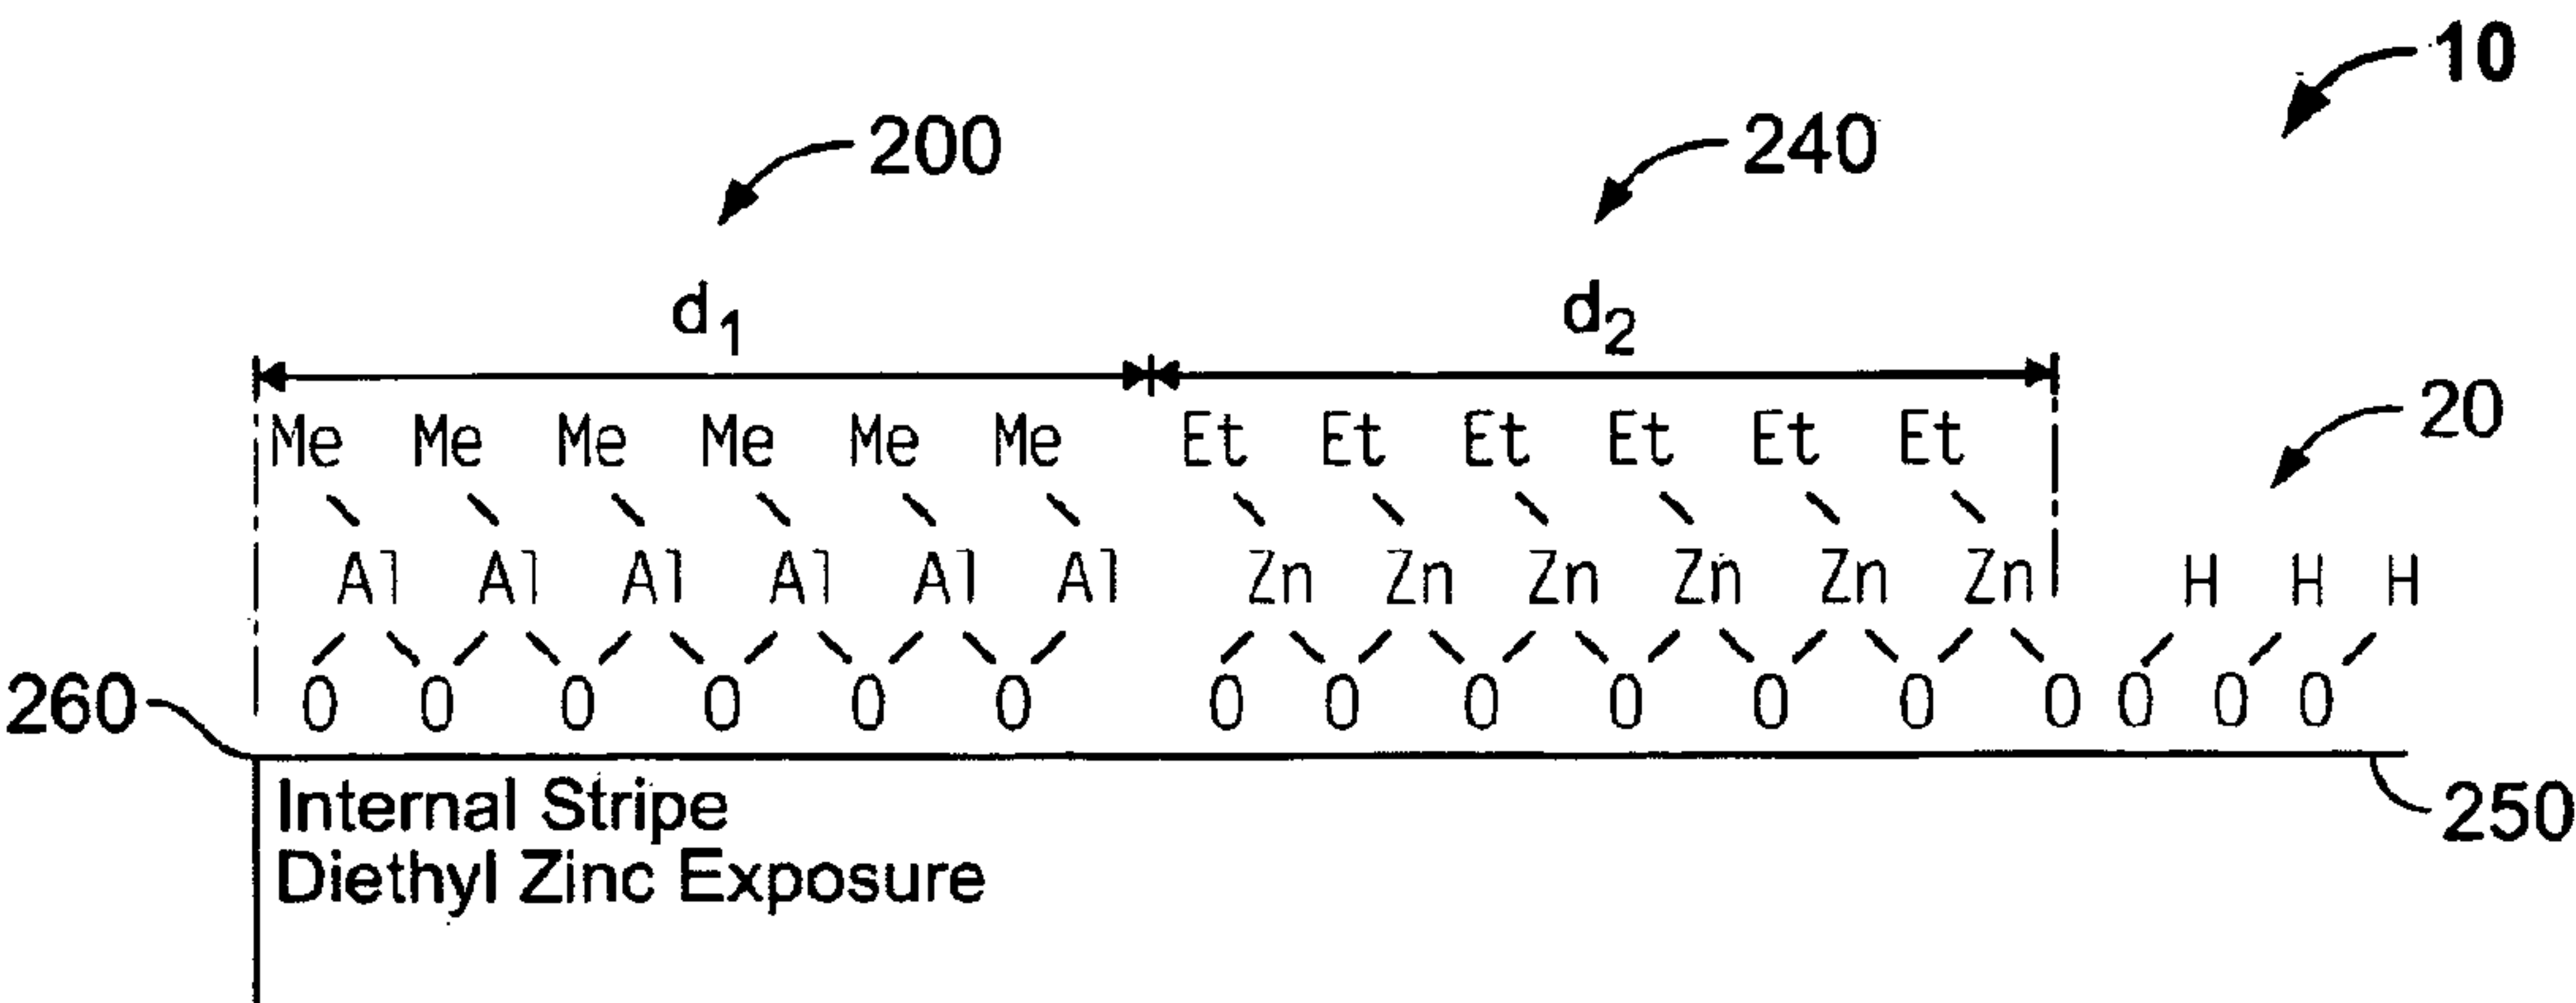 10
200 240
d1 d2
20
Me Me Me Me Me Me Et Et Et Et Et Et
Al Al Al Al Al Al Zn Zn Zn Zn Zn Zn H H H
260 O O O O O O O O O O O O O O O O
Internal Stripe
250
Diethyl Zinc Exposure